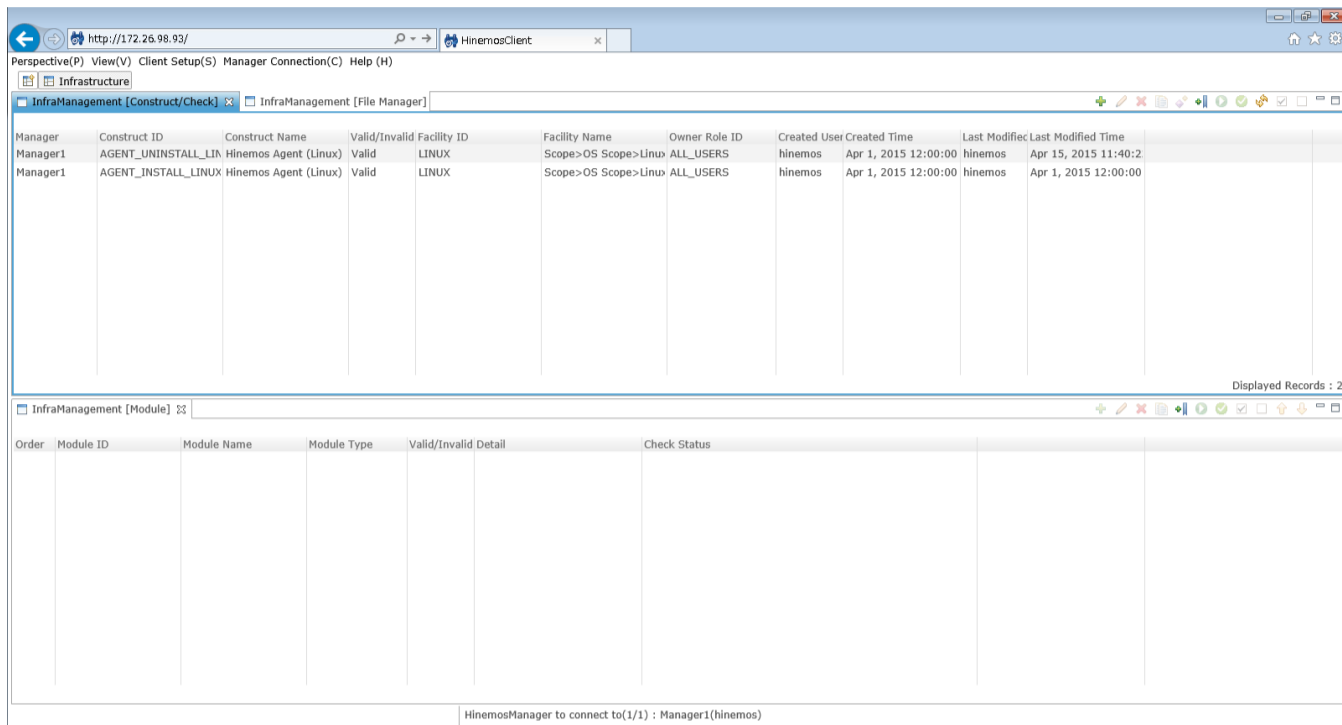 http://172.26.98.93/
HinemosClient
Perspective(P) View(V) Client Setup(S) Manager Connection(C) Help (H)
Infrastructure
InfraManagement [Construct/Check] InfraManagement [File Manager]
Manager Construct ID Construct Name Valid/Invalid Facility ID Facility Name Owner Role ID Created User Created Time Last Modified Last Modified Time
Manager1 AGENT_UNINSTALL_LIN Hinemos Agent (Linux) Valid LINUX Scope>OS Scope>Linux ALL_USERS hinemos Apr 1, 2015 12:00:00 hinemos Apr 15, 2015 11:40:2
Manager1 AGENT_INSTALL_LINUX Hinemos Agent (Linux) Valid LINUX Scope>OS Scope>Linux ALL_USERS hinemos Apr 1, 2015 12:00:00 hinemos Apr 1, 2015 12:00:00
Displayed Records : 2
InfraManagement [Module]
Order Module ID Module Name Module Type Valid/Invalid Detail Check Status
HinemosManager to connect to(1/1) : Manager1(hinemos)